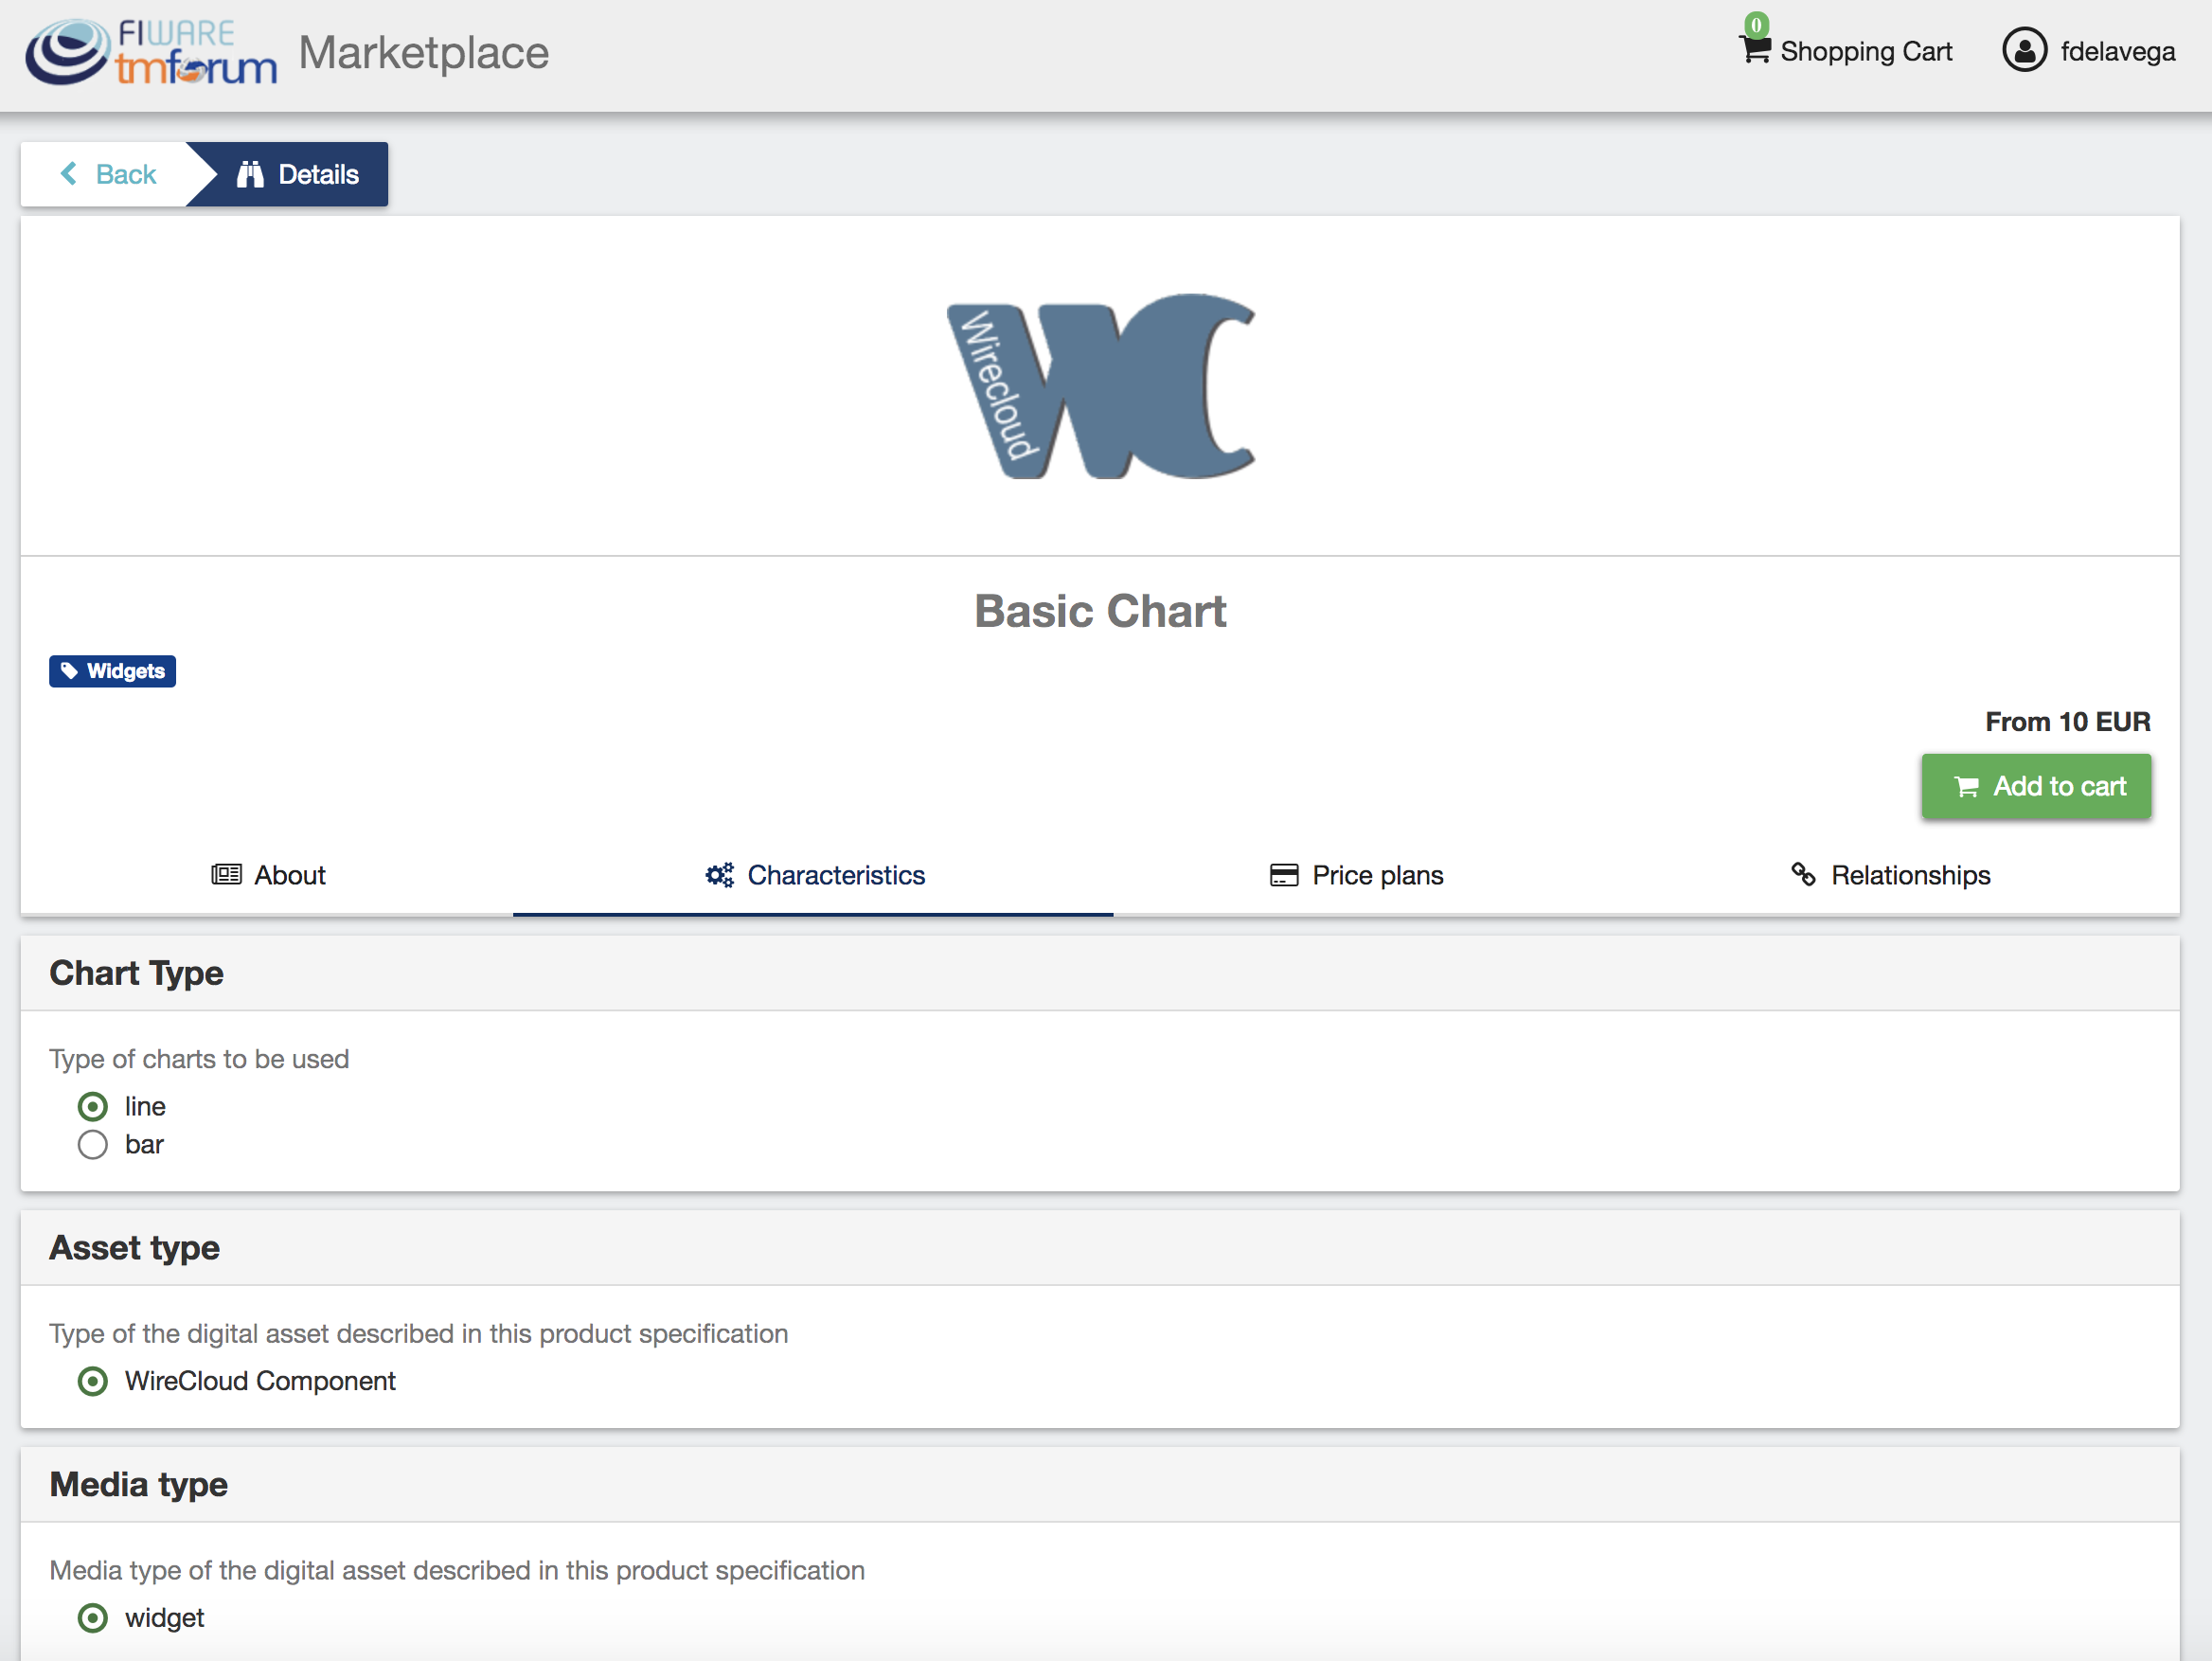 FIWARE
tmforum
Marketplace
0
Shopping Cart
fdelavega
Back
Details
Wirecloud
WC
Basic Chart
Widgets
From 10 EUR
Add to cart
About
Characteristics
Price plans
Relationships
Chart Type
Type of charts to be used
line
bar
Asset type
Type of the digital asset described in this product specification
WireCloud Component
Media type
Media type of the digital asset described in this product specification
widget